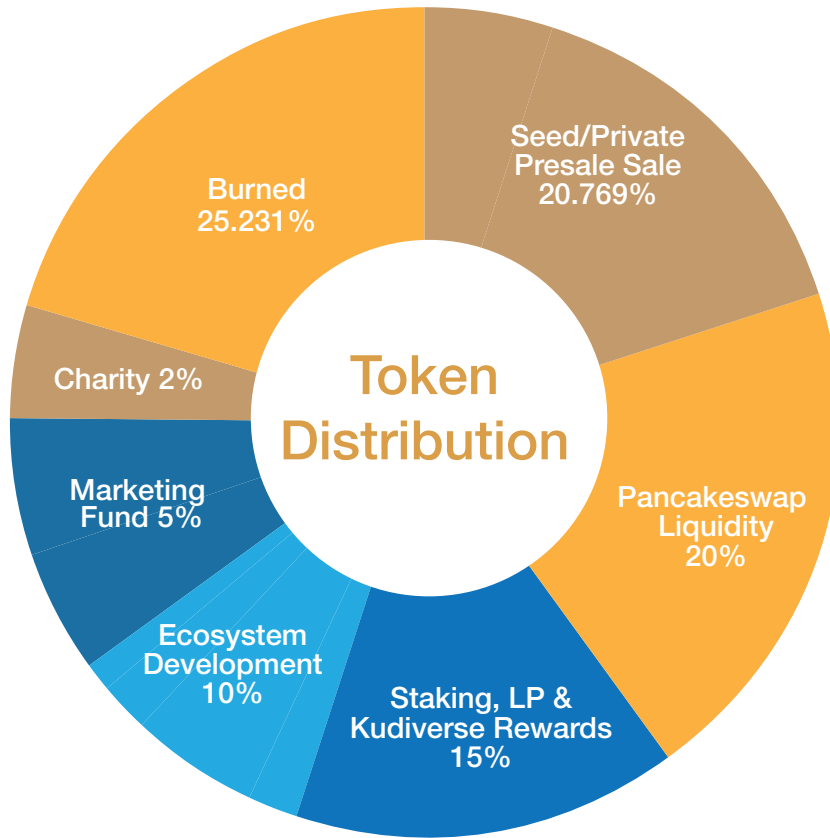 Seed/Private
Presale Sale
20.769%
Burned
25.231%
Charity 2%
Token
Distribution
Marketing
Fund 5%
Pancakeswap
Liquidity
20%
Ecosystem
Development
10%
Staking, LP &
Kudiverse Rewards
15%